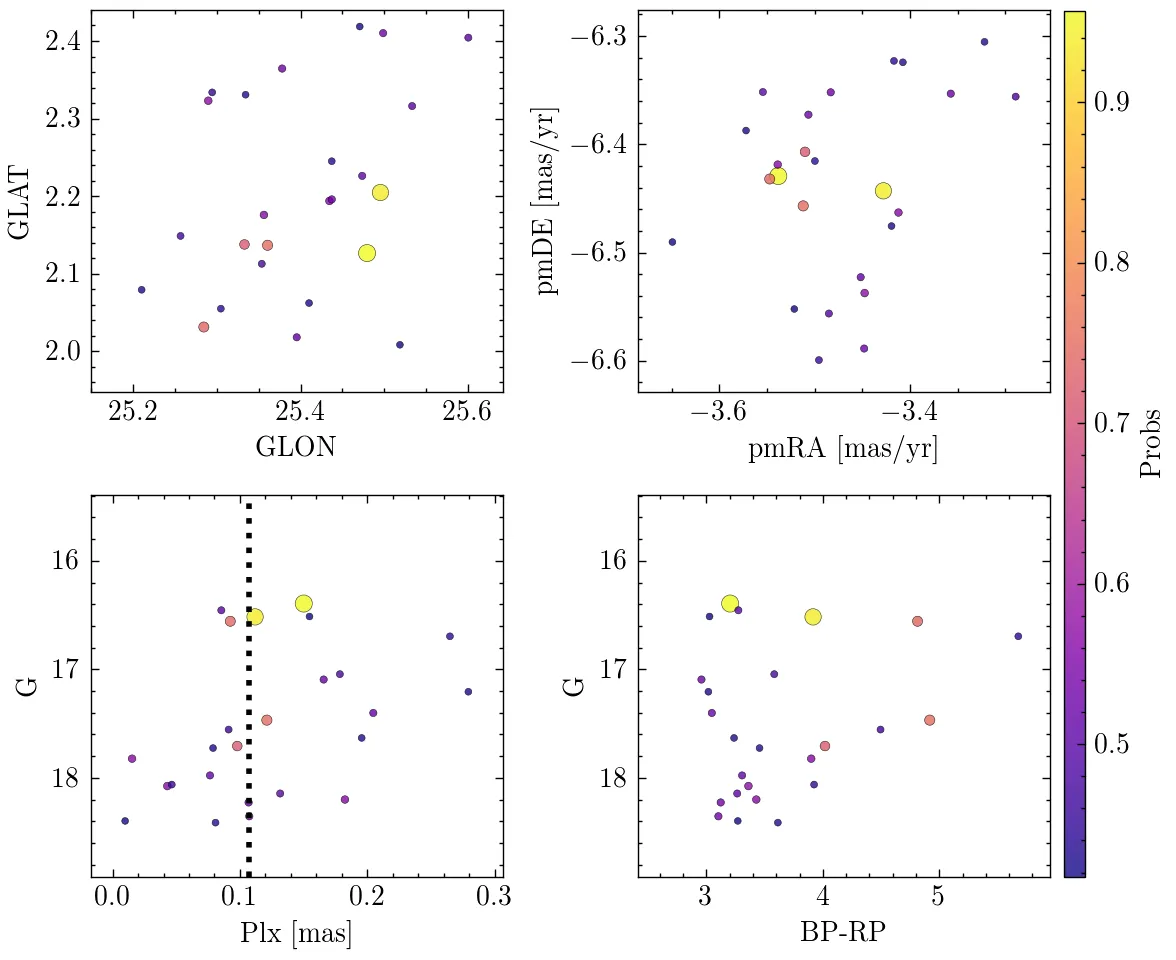 2.4
2.3
2.2
2.1
2.0
GLAT
25.2 25.4 25.6
GLON
−6.3
−6.4
−6.5
−6.6
pmDE [mas/yr]
−3.6 −3.4
pmRA [mas/yr]
16
17
18
G
0.0 0.1 0.2 0.3
Plx [mas]
16
17
18
G
3 4 5
BP-RP
0.9
0.8
0.7
0.6
0.5
Probs